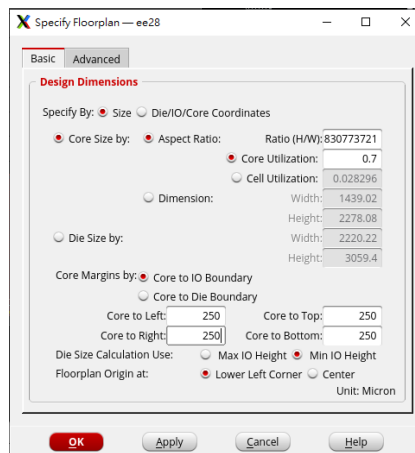 Specify Floorplan — ee28
Basic Advanced
Design Dimensions
Specify By: Size Die/IO/Core Coordinates
Core Size by: Aspect Ratio: Ratio (H/W): 830773721
Core Utilization: 0.7
Cell Utilization: 0.028296
Dimension: Width: 1439.02
Height: 2278.08
Die Size by: Width: 2220.22
Height: 3059.4
Core Margins by: Core to IO Boundary
Core to Die Boundary
Core to Left: 250 Core to Top: 250
Core to Right: 250 Core to Bottom: 250
Die Size Calculation Use: Max IO Height Min IO Height
Floorplan Origin at: Lower Left Corner Center
Unit: Micron
OK Apply Cancel Help